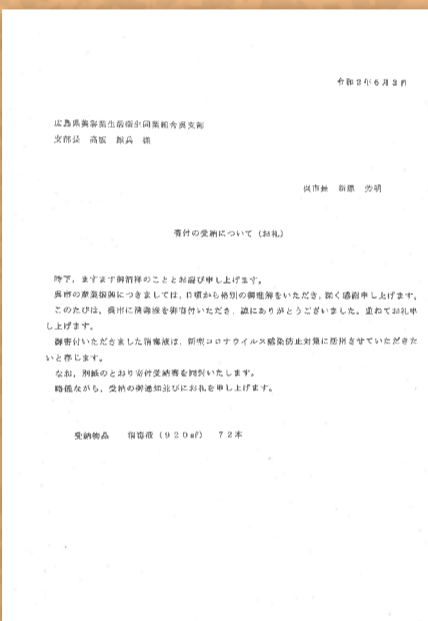 令和2年6月3日
広島県美容業生活衛生同業組合呉支部
支部長 高坂 様
呉市長 新原 芳明
寄付の受納について（お礼）
時下，ますます御清祥のこととお慶び申し上げます。
呉市の産業振興につきましては，日頃から格別の御理解をいただき，深く感謝申し上げます。
このたびは，呉市に消毒液を御寄付いただき，誠にありがとうございました。重ねてお礼申
し上げます。
御寄付いただきました消毒液は，新型コロナウイルス感染防止対策に活用させていただきた
いと存じます。
なお，別紙のとおり寄付受納書を同封いたします。
略儀ながら，受納の御通知並びにお礼を申し上げます。
受納物品 消毒液（920㎖） 72本